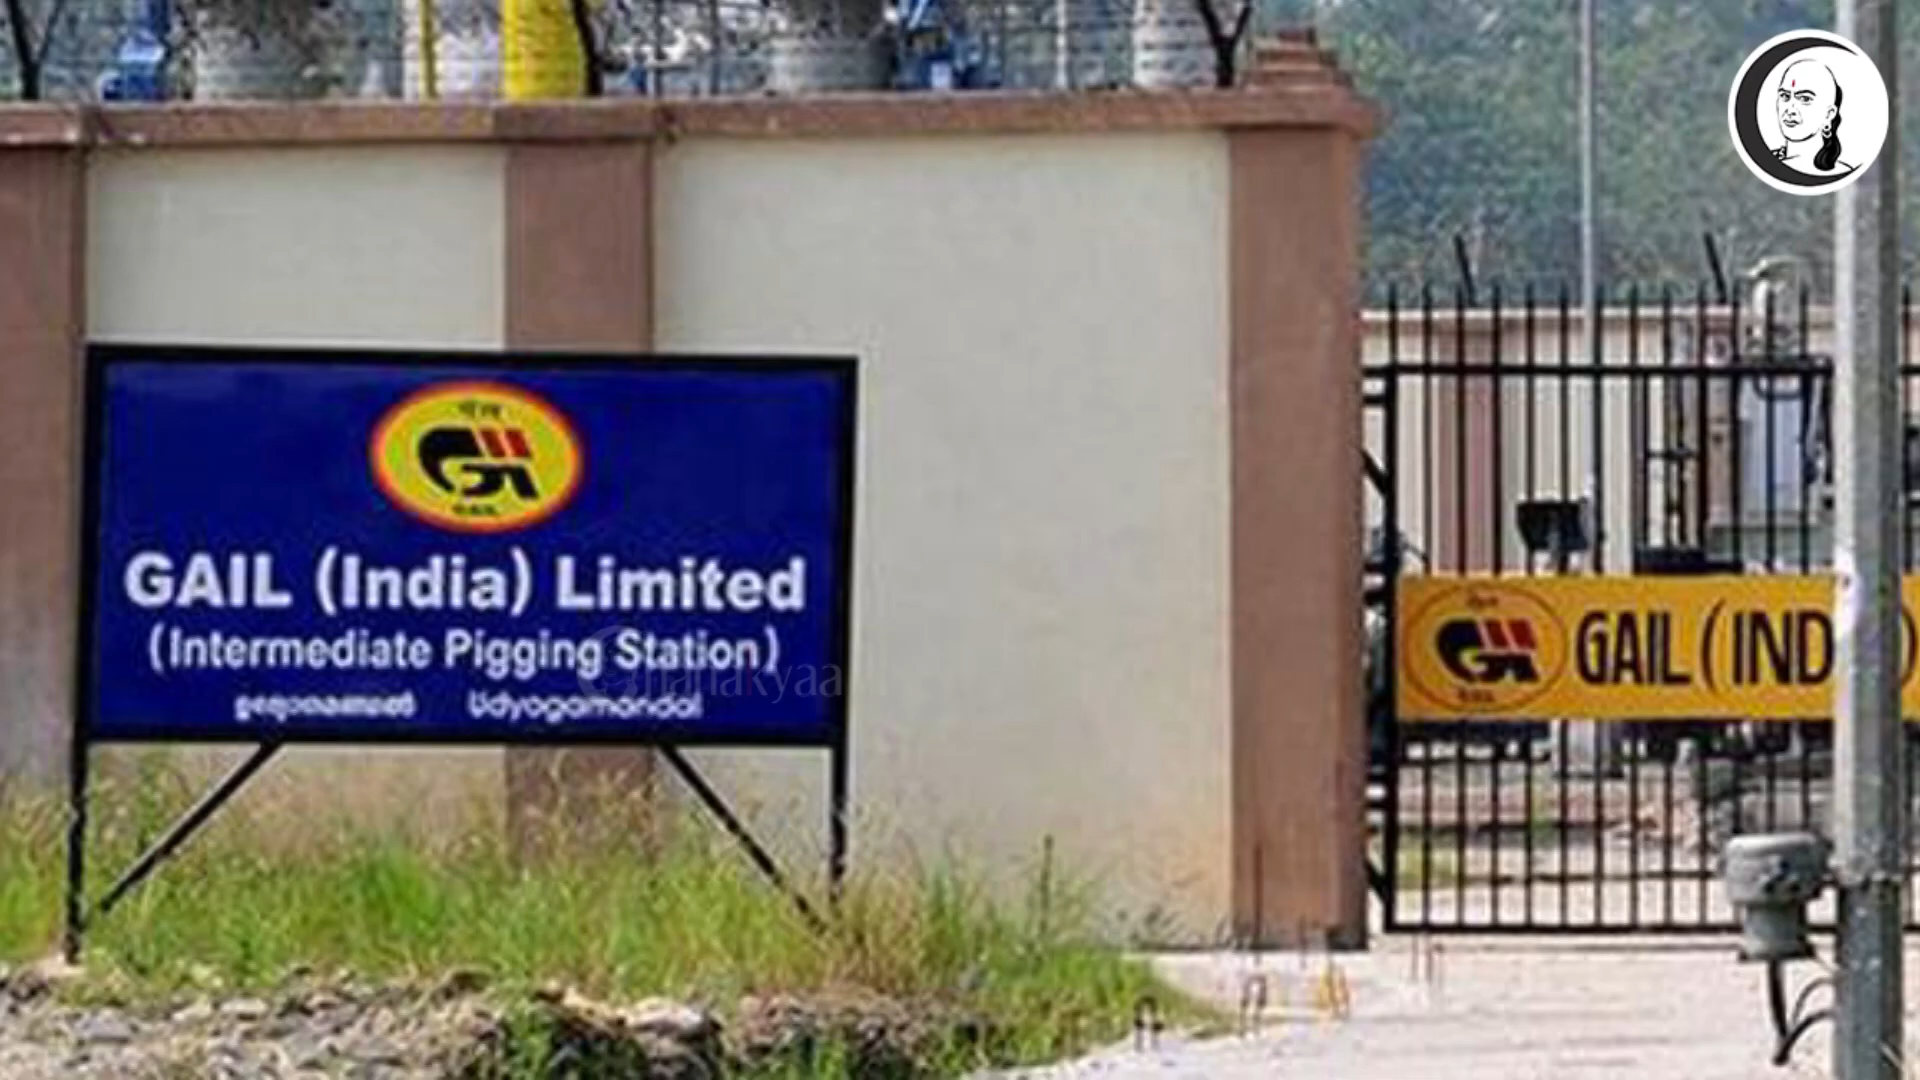 गेल
GAIL
GAIL (India) Limited
(Intermediate Pigging Station)
Udyogamandal
गेल
GAIL
GAIL (IND